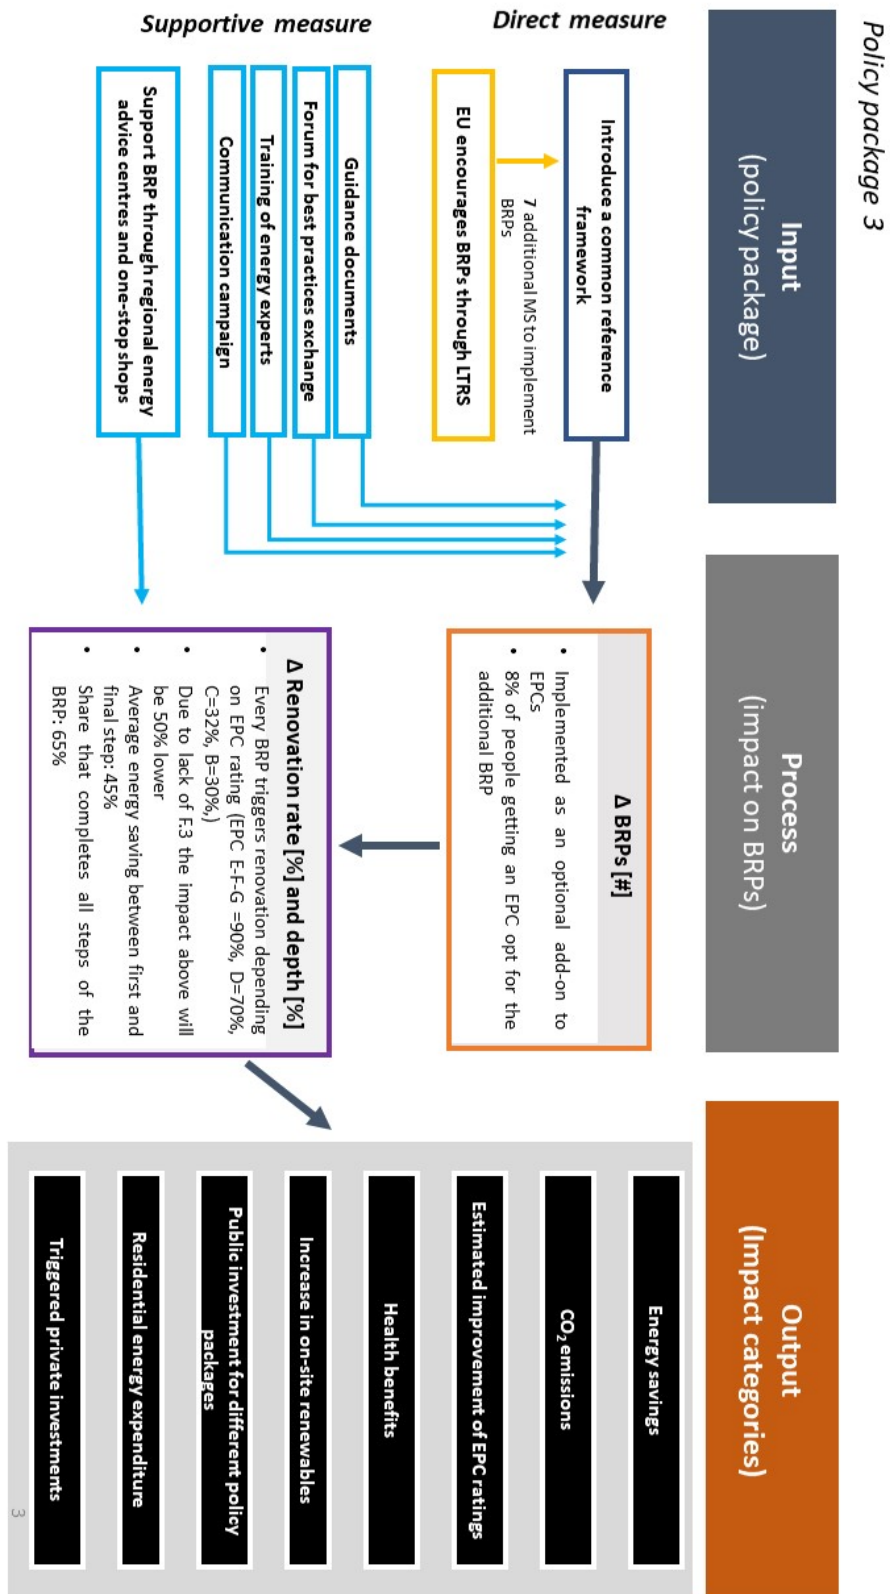 Policy package 3
Input
(policy package)
Process
(impact on BRPs)
Output
(Impact categories)
Direct measure
Introduce a common reference
framework
7 additional MS to implement
BRPs
EU encourages BRPs through LTRS
Supportive measure
Guidance documents
Forum for best practices exchange
Training of energy experts
Communication campaign
Support BRP through regional energy
advice centres and one-stop shops
Δ BRPs [#]
• Implemented as an optional add-on to
EPCs
• 8% of people getting an EPC opt for the
additional BRP
Δ Renovation rate [%] and depth [%]
• Every BRP triggers renovation depending
on EPC rating (EPC E-F-G =90%, D=70%,
C=32%, B=30%,)
• Due to lack of F.3 the impact above will
be 50% lower
• Average energy saving between first and
final step: 45%
• Share that completes all steps of the
BRP: 65%
Energy savings
CO₂ emissions
Estimated improvement of EPC ratings
Health benefits
Increase in on-site renewables
Public investment for different policy
packages
Residential energy expenditure
Triggered private investments
3